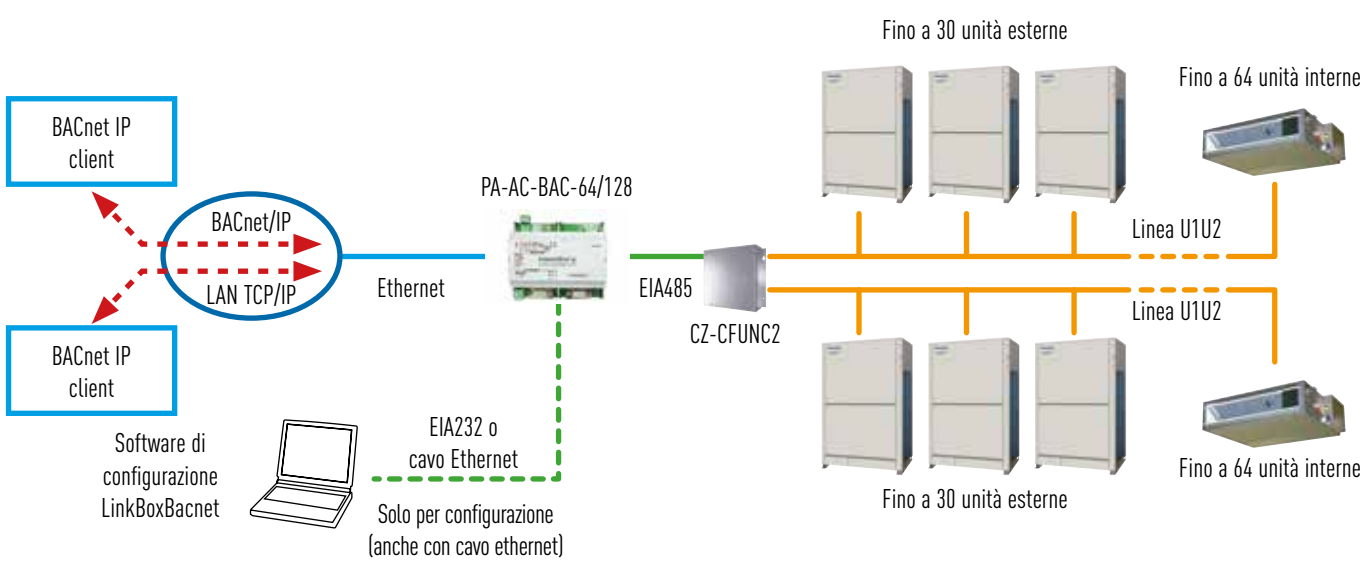 Fino a 30 unità esterne
Fino a 64 unità interne
BACnet IP
client
PA-AC-BAC-64/128
BACnet/IP
Linea U1U2
LAN TCP/IP
Ethernet
EIA485
Linea U1U2
CZ-CFUNC2
BACnet IP
client
EIA232 o
cavo Ethernet
Software di
configurazione
LinkBoxBacnet
Fino a 64 unità interne
Fino a 30 unità esterne
Solo per configurazione
(anche con cavo ethernet)